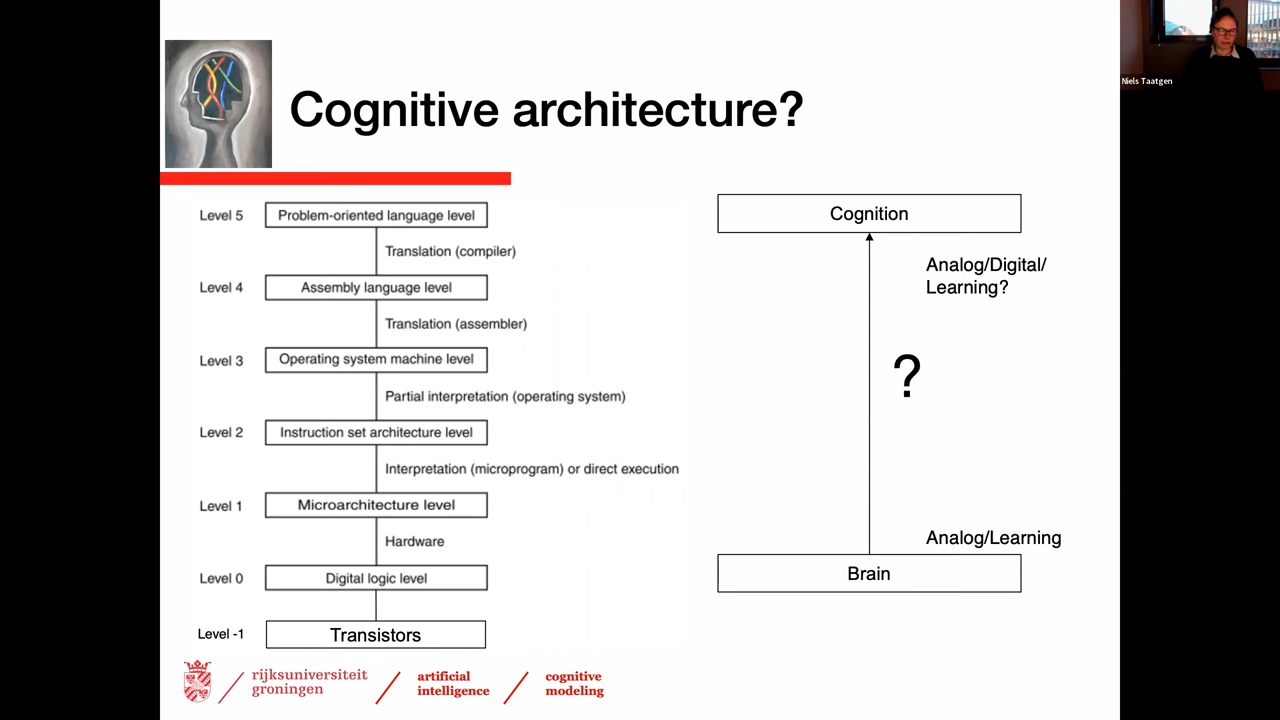 Cognitive architecture?
Niels Taatgen
Level 5
Problem-oriented language level
Translation (compiler)
Level 4
Assembly language level
Translation (assembler)
Level 3
Operating system machine level
Partial interpretation (operating system)
Level 2
Instruction set architecture level
Interpretation (microprogram) or direct execution
Level 1
Microarchitecture level
Hardware
Level 0
Digital logic level
Level -1
Transistors
Cognition
Analog/Digital/
Learning?
?
Analog/Learning
Brain
rijksuniversiteit
groningen
artificial
intelligence
cognitive
modeling